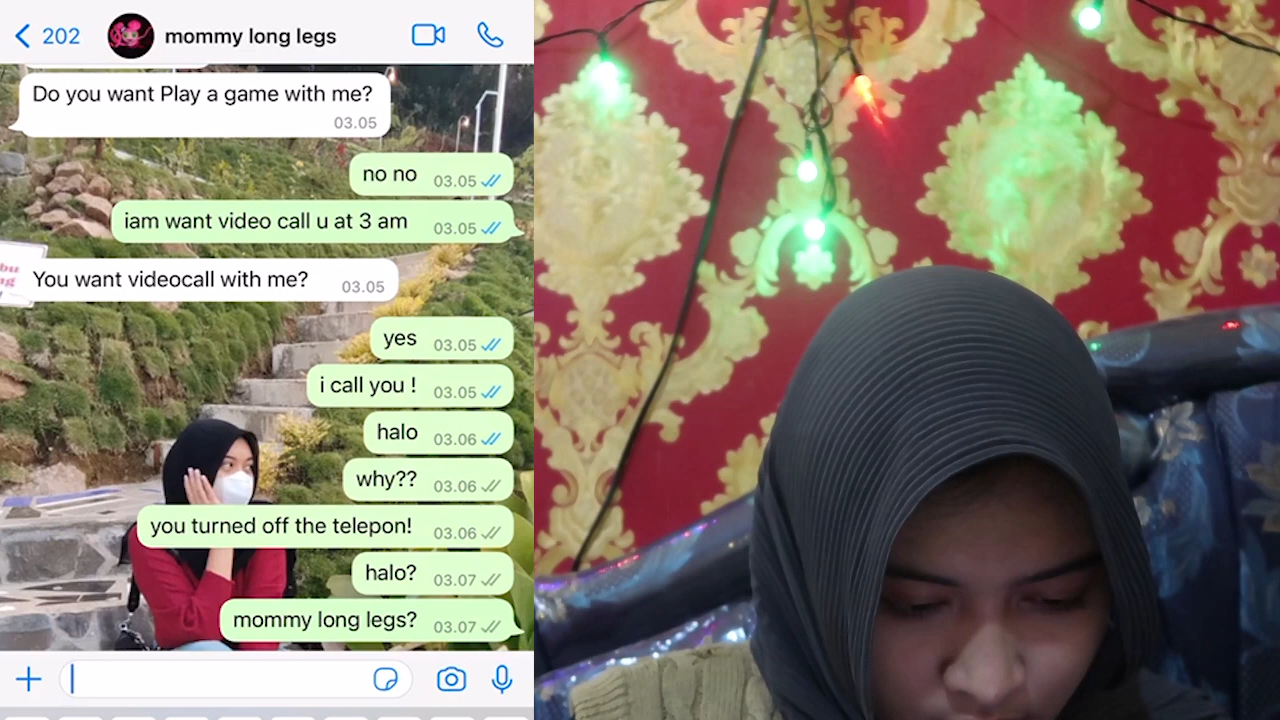 202
mommy long legs
Do you want Play a game with me?
03.05
no no 03.05
iam want video call u at 3 am 03.05
You want videocall with me? 03.05
yes 03.05
i call you ! 03.05
halo 03.06
why?? 03.06
you turned off the telepon! 03.06
halo? 03.07
mommy long legs? 03.07